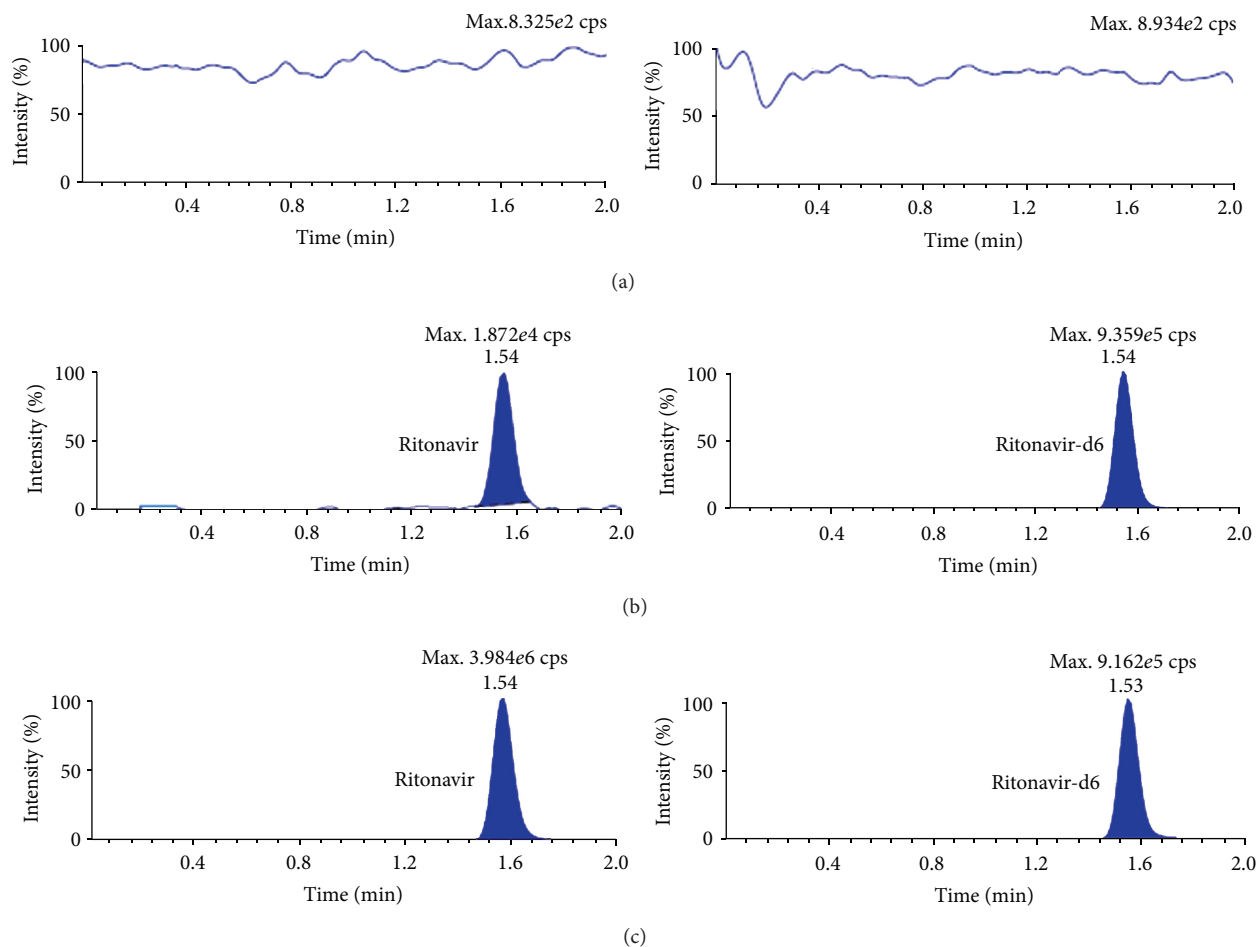 Max.8.325e2 cps
Intensity (%)
100
50
0
0.4
0.8
1.2
1.6
2.0
Time (min)
Max. 8.934e2 cps
Intensity (%)
100
50
0
0.4
0.8
1.2
1.6
2.0
Time (min)
(a)
Max. 1.872e4 cps
1.54
Intensity (%)
100
50
0
Ritonavir
0.4
0.8
1.2
1.6
2.0
Time (min)
Max. 9.359e5 cps
1.54
Intensity (%)
100
50
0
Ritonavir-d6
0.4
0.8
1.2
1.6
2.0
Time (min)
(b)
Max. 3.984e6 cps
1.54
Intensity (%)
100
50
0
Ritonavir
0.4
0.8
1.2
1.6
2.0
Time (min)
Max. 9.162e5 cps
1.53
Intensity (%)
100
50
0
Ritonavir-d6
0.4
0.8
1.2
1.6
2.0
Time (min)
(c)